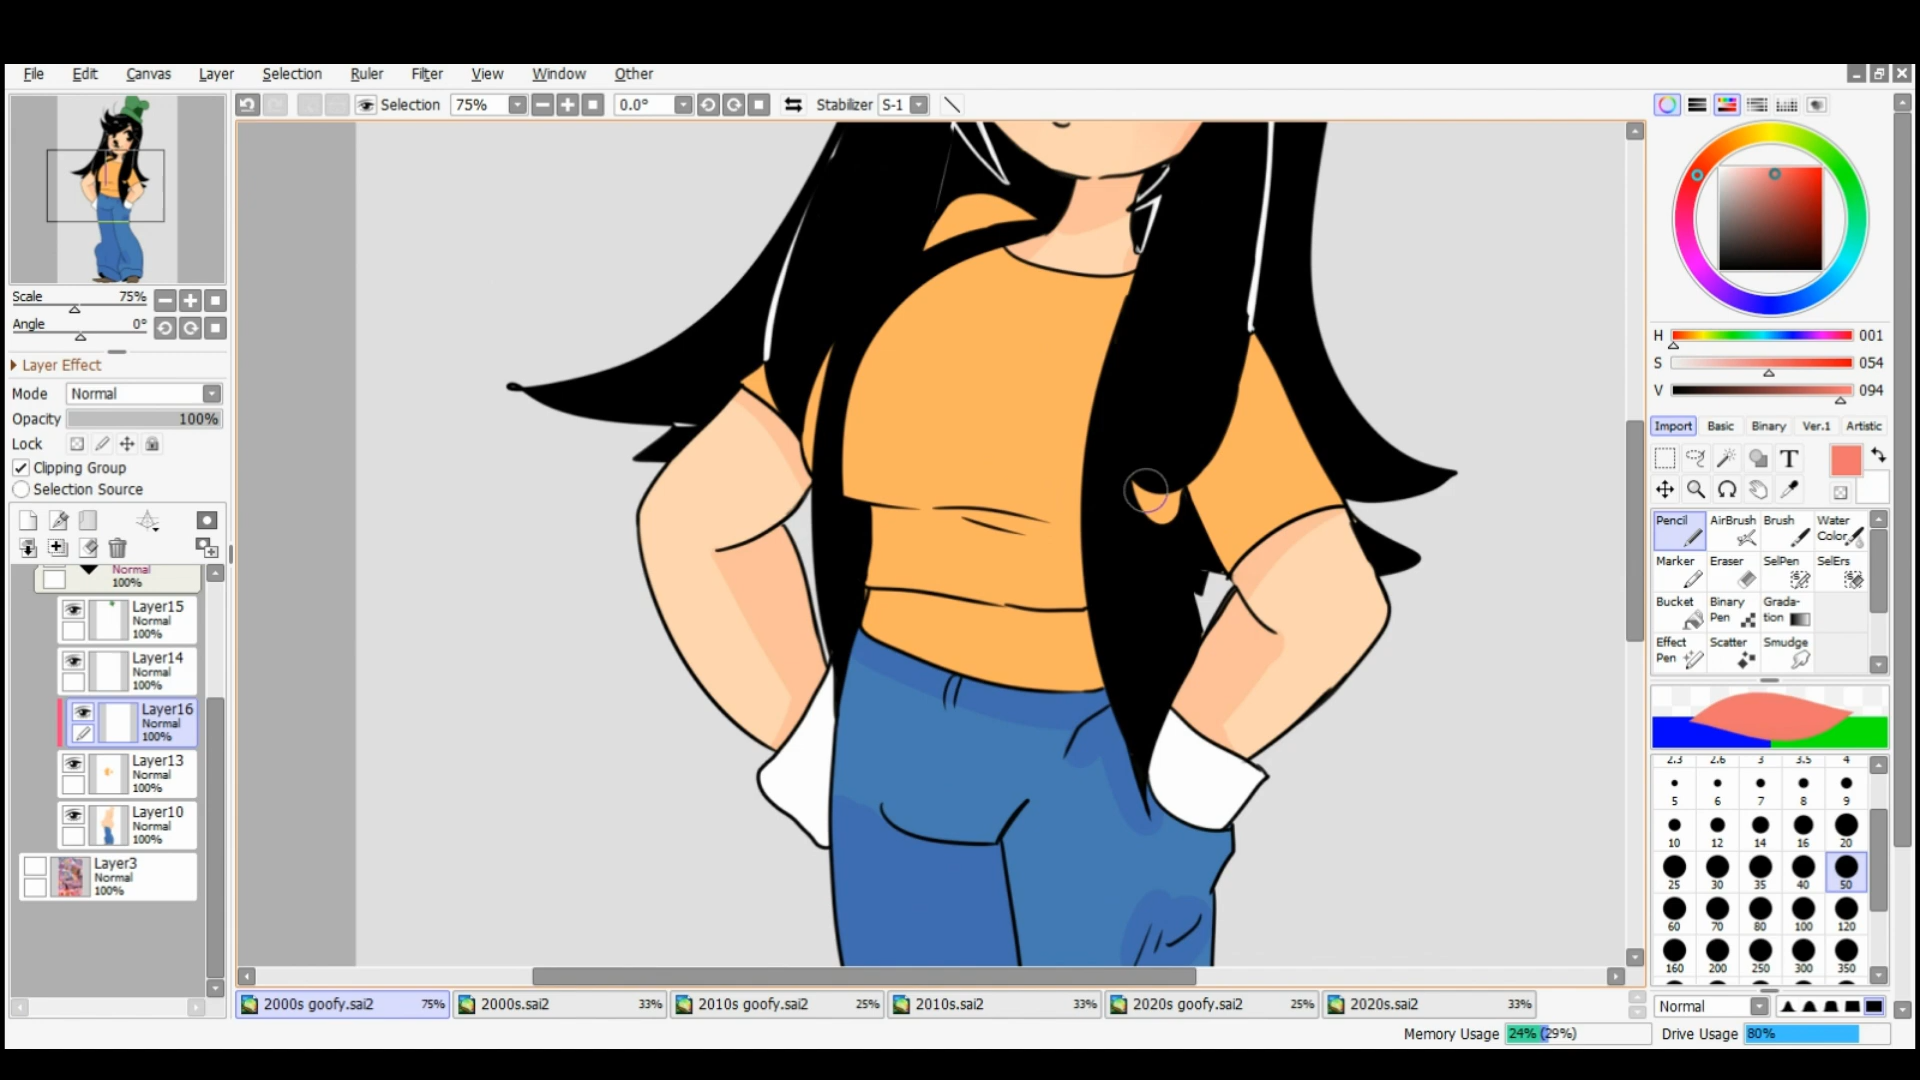 File Edit Canvas Layer Selection Ruler Filter View Window Other
Selection 75% 0.0° Stabilizer S-1
Scale 75%
Angle 0°
Layer Effect
Mode Normal
Opacity 100%
Lock
Clipping Group
Selection Source
Normal
100%
Layer15
Normal
100%
Layer14
Normal
100%
Layer16
Normal
100%
Layer13
Normal
100%
Layer10
Normal
100%
Layer3
Normal
100%
H 001
S 054
V 094
Import Basic Binary Ver.1 Artistic
T
Pencil AirBrush Brush Water Color
Marker Eraser SelPen SelErs
Bucket Binary Pen Gradation
Effect Pen Scatter Smudge
2.3 2.6 3 3.5 4
5 6 7 8 9
10 12 14 16 20
25 30 35 40 50
60 70 80 100 120
160 200 250 300 350
Normal
2000s goofy.sai2 75% 2000s.sai2 33% 2010s goofy.sai2 25% 2010s.sai2 33% 2020s goofy.sai2 25% 2020s.sai2 33%
Memory Usage 24% (29%) Drive Usage 80%